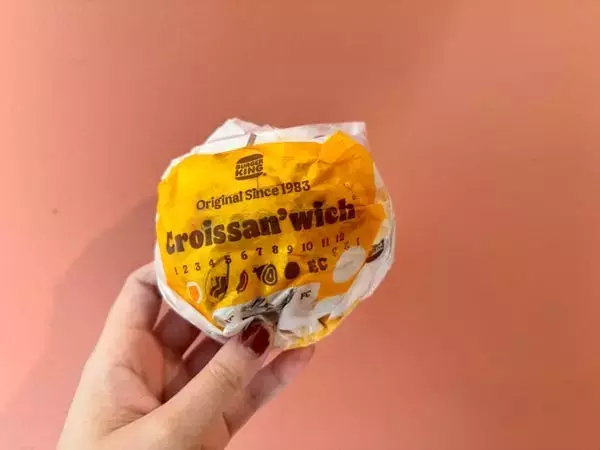 BURGER
KING
Original Since 1983
Croissan'wich
1 2 3 4 5 6 7 8 9 10 11 12
EC
FC